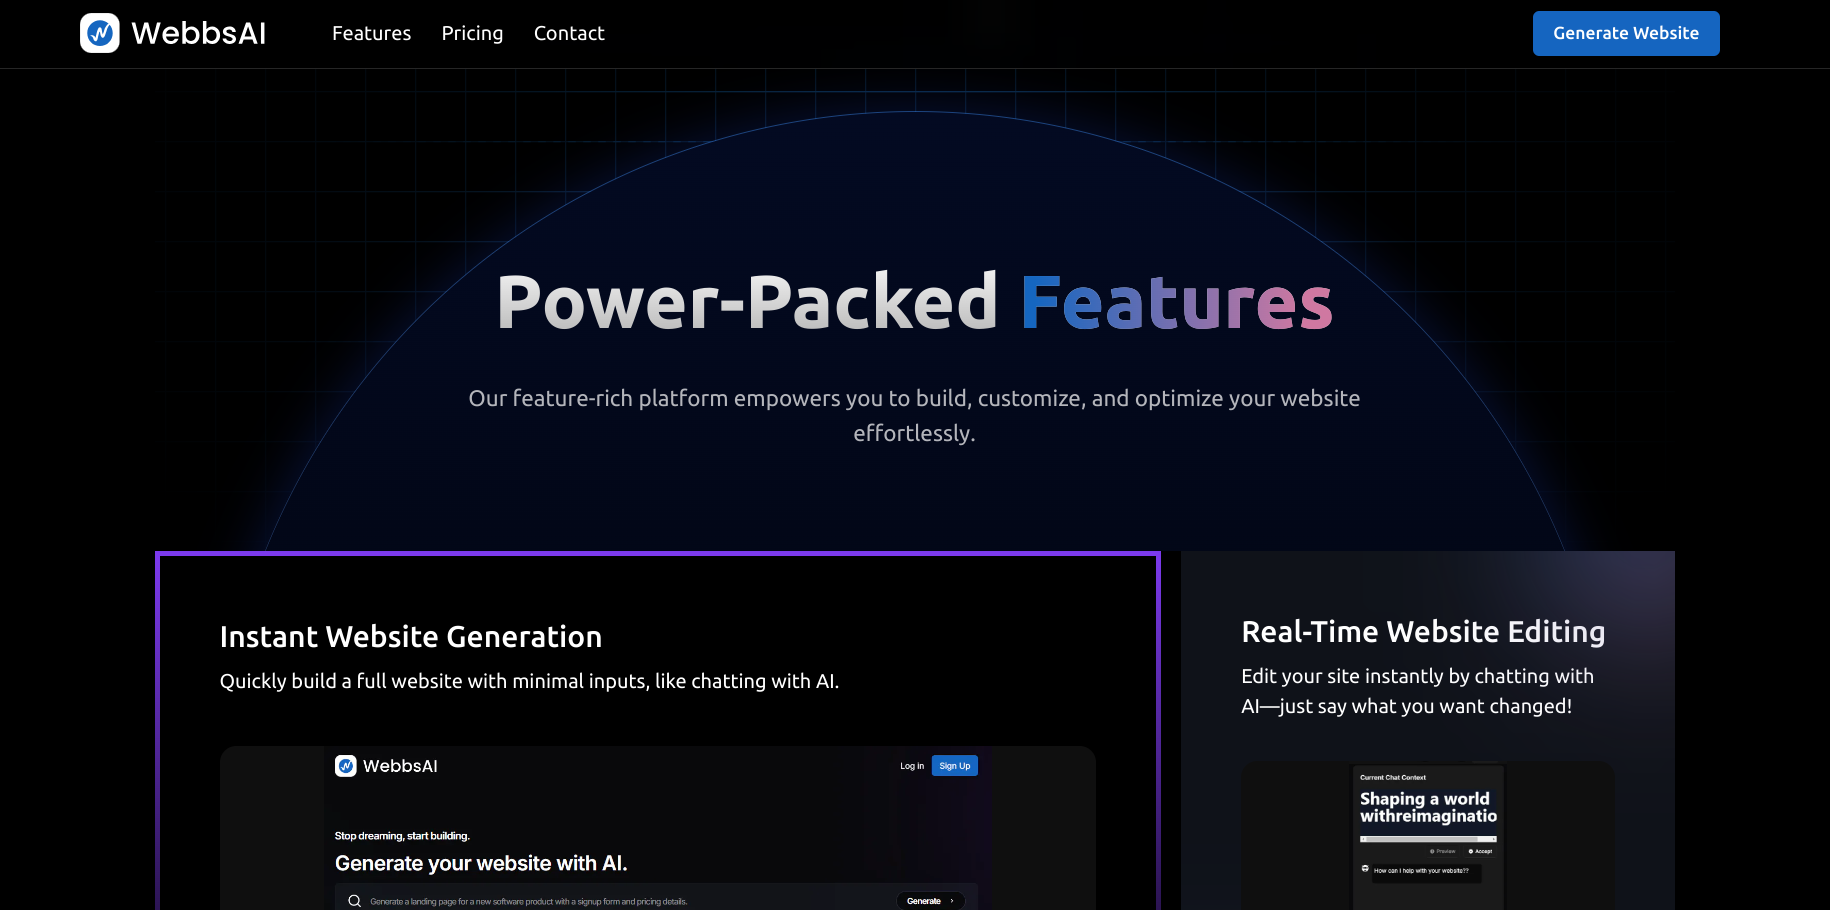 WebbsAI
Features
Pricing
Contact
Generate Website
Power-Packed Features
Our feature-rich platform empowers you to build, customize, and optimize your website
effortlessly.
Instant Website Generation
Quickly build a full website with minimal inputs, like chatting with AI.
WebbsAI
Log in
Sign Up
Stop dreaming, start building.
Generate your website with AI.
Generate a landing page for a new software product with a signup form and pricing details.
Generate
Real-Time Website Editing
Edit your site instantly by chatting with
AI—just say what you want changed!
Current Chat Context
Shaping a world
withreimaginatio
Preview
Accept
How can I help with your website??